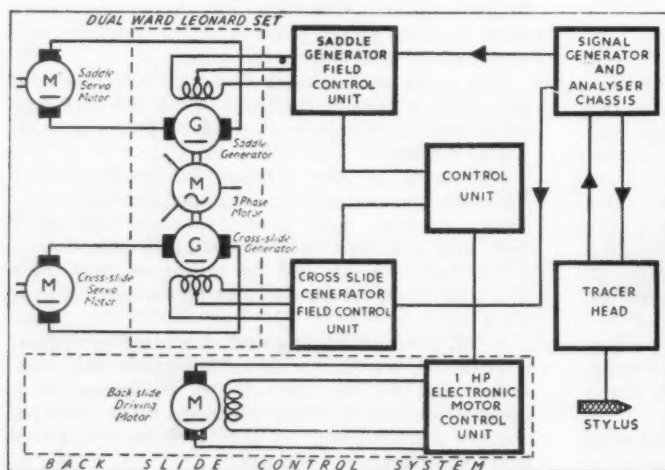 DUAL WARD LEONARD SET
M
Saddle
Servo
Motor
G
Saddle
Generator
M
3 Phase
Motor
G
Cross-slide
Generator
M
Cross-slide
Servo
Motor
SADDLE
GENERATOR
FIELD
CONTROL
UNIT
SIGNAL
GENERATOR
AND
ANALYSER
CHASSIS
CONTROL
UNIT
CROSS SLIDE
GENERATOR
FIELD CONTROL
UNIT
TRACER
HEAD
STYLUS
Back slide
Driving
Motor
M
1 HP
ELECTRONIC
MOTOR
CONTROL
UNIT
BACK SLIDE CONTROL SYSTEM